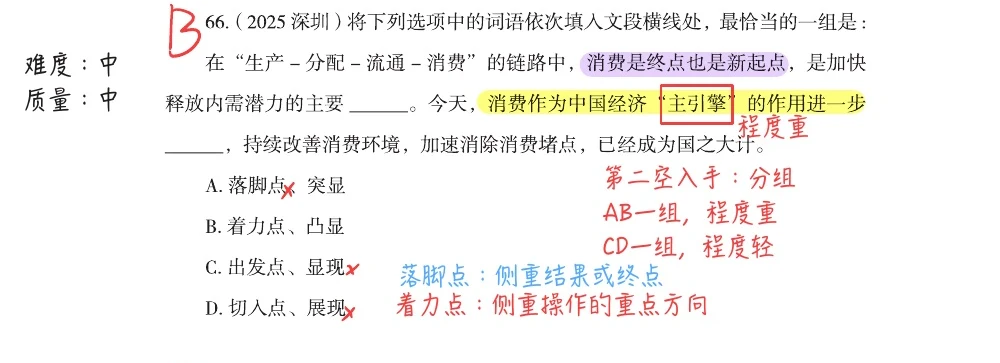 B
66.（2025 深圳）将下列选项中的词语依次填入文段横线处，最恰当的一组是：
难度：中
在“生产－分配－流通－消费”的链路中，消费是终点也是新起点，是加快
质量：中
释放内需潜力的主要______。今天，消费作为中国经济“主引擎”的作用进一步
程度重
______，持续改善消费环境，加速消除消费堵点，已经成为国之大计。
A. 落脚点、突显
第二空入手：分组
B. 着力点、凸显
AB一组，程度重
C. 出发点、显现
CD一组，程度轻
落脚点：侧重结果或终点
D. 切入点、展现
着力点：侧重操作的重点方向